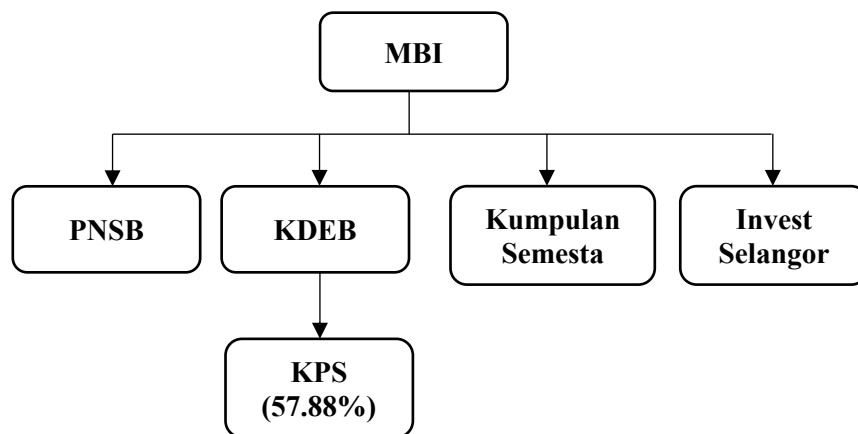 MBI
PNSB
KDEB
Kumpulan
Semesta
Invest
Selangor
KPS
(57.88%)